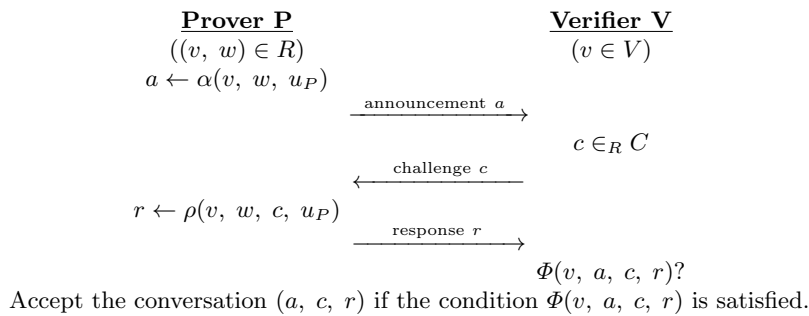 Prover P Verifier V
((v, w) ∈ R) (v ∈ V)
a ← α(v, w, u_P)
announcement a
c ∈_R C
challenge c
r ← ρ(v, w, c, u_P)
response r
Φ(v, a, c, r)?
Accept the conversation (a, c, r) if the condition Φ(v, a, c, r) is satisfied.